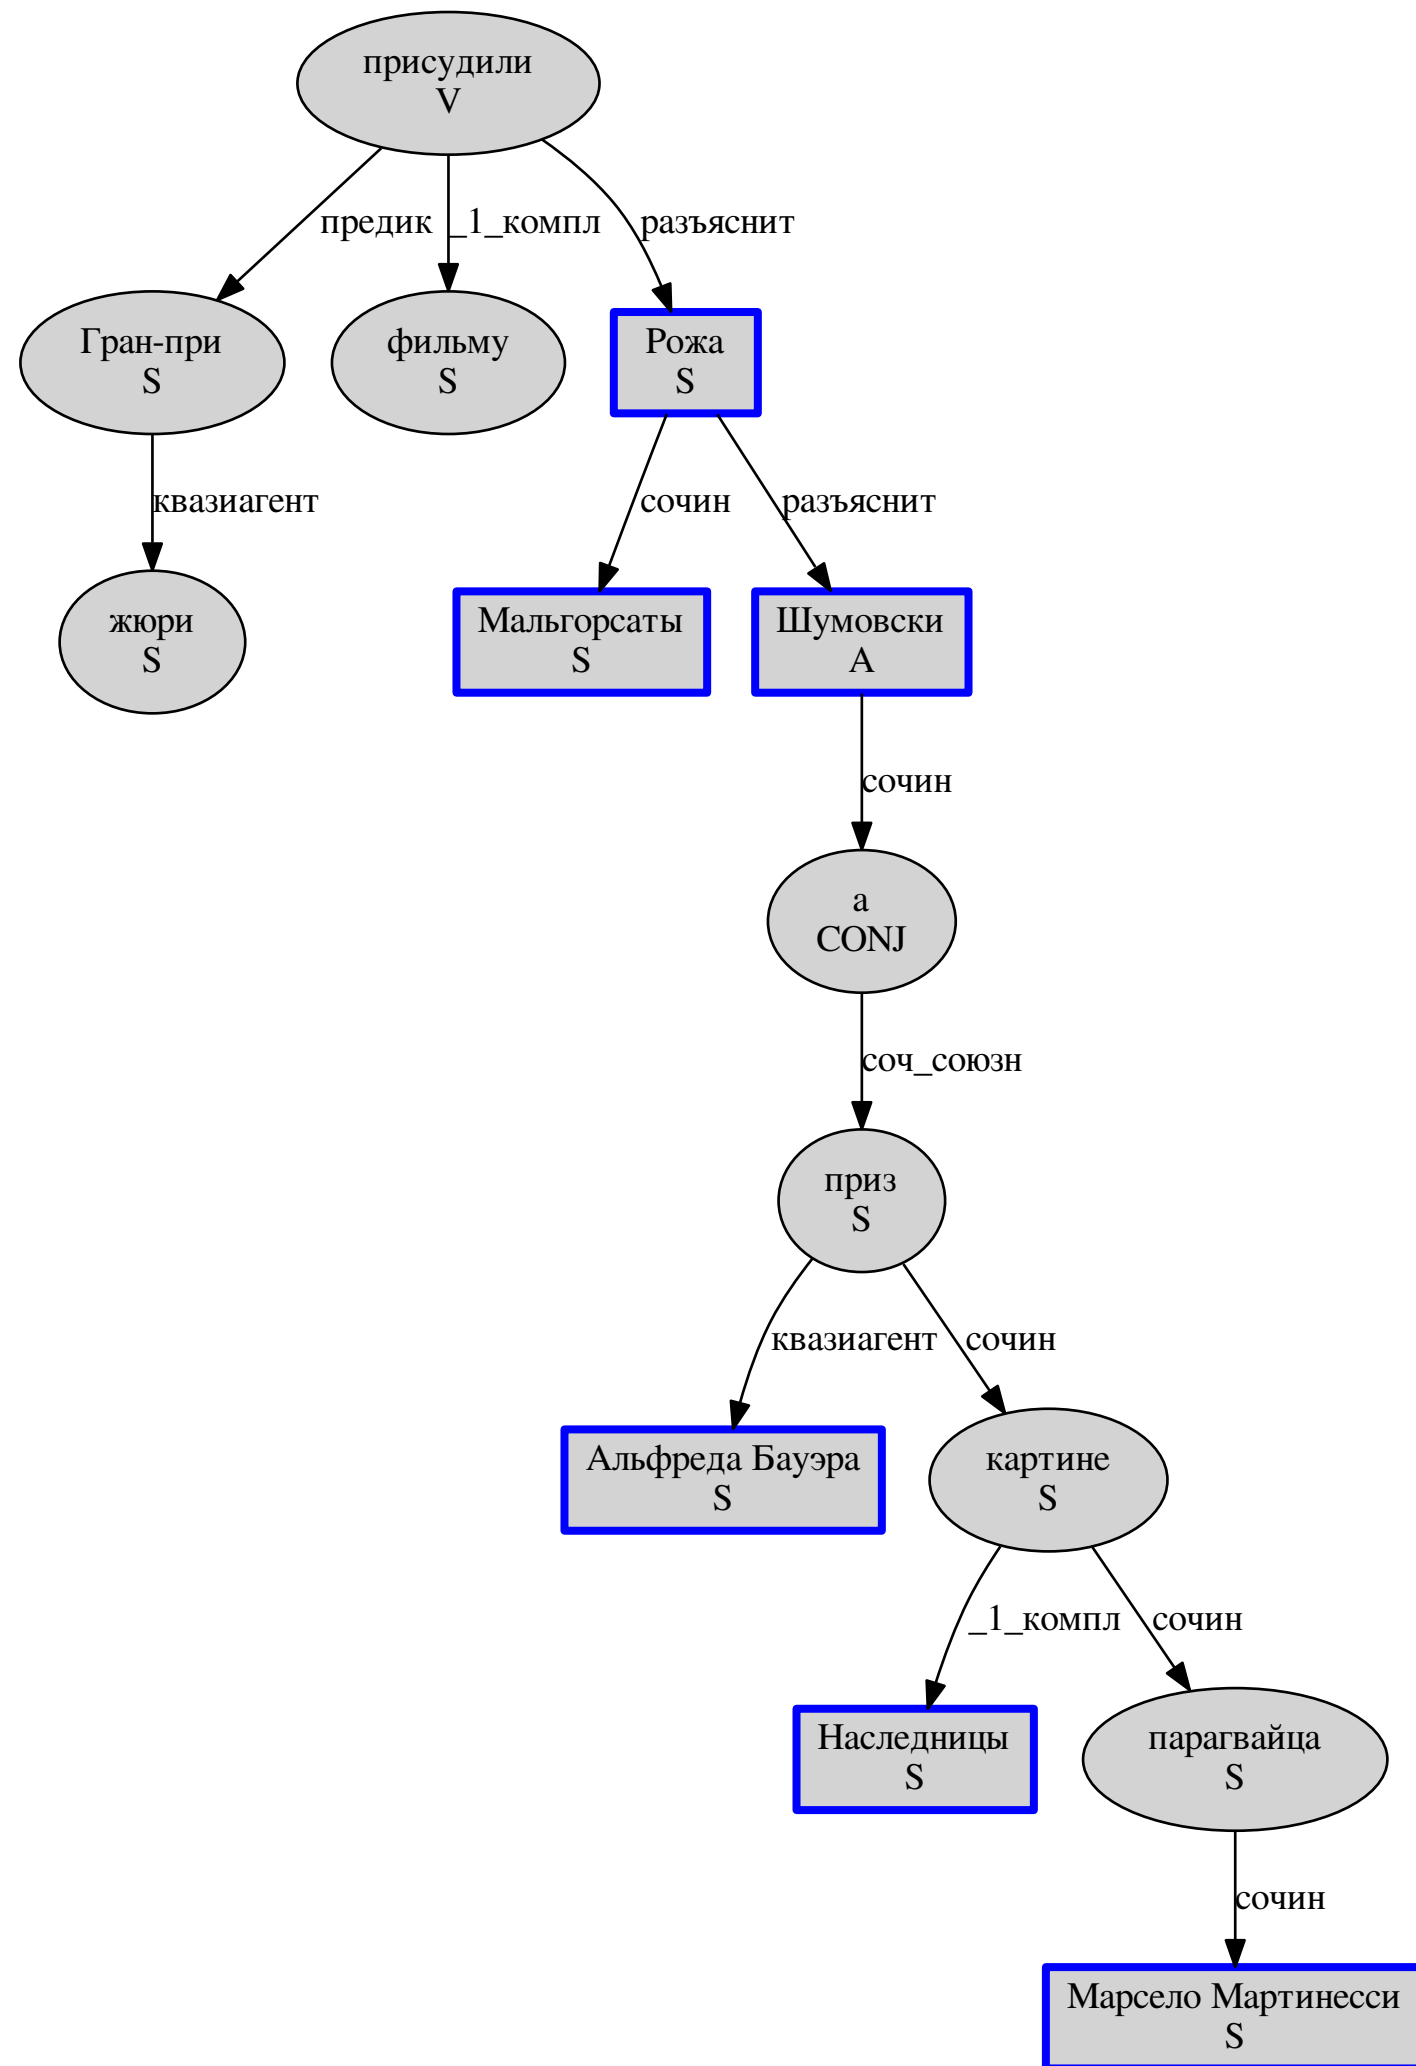 присудили
V
предик
_1_компл
разъяснит
Гран-при
S
фильму
S
Рожа
S
квазиагент
сочин
разъяснит
жюри
S
Мальгорсаты
S
Шумовски
A
сочин
а
CONJ
соч_союзн
приз
S
квазиагент
сочин
Альфреда Бауэра
S
картине
S
_1_компл
сочин
Наследницы
S
парагвайца
S
сочин
Марсело Мартинесси
S